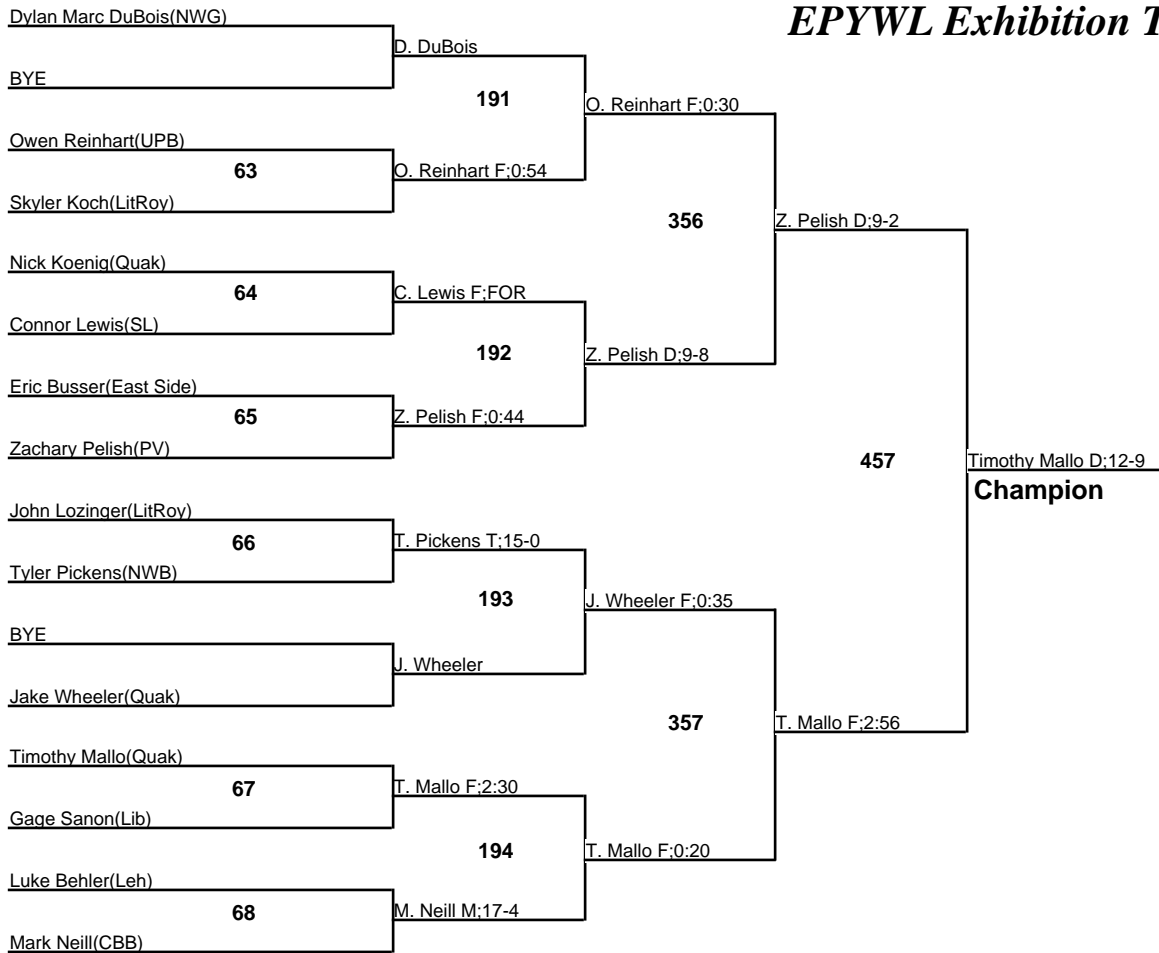 EPYWL Exhibition T
Dylan Marc DuBois(NWG)
D. DuBois
BYE
191
O. Reinhart F;0:30
Owen Reinhart(UPB)
63
O. Reinhart F;0:54
Skyler Koch(LitRoy)
356
Z. Pelish D;9-2
Nick Koenig(Quak)
64
C. Lewis F;FOR
Connor Lewis(SL)
192
Z. Pelish D;9-8
Eric Busser(East Side)
65
Z. Pelish F;0:44
Zachary Pelish(PV)
457
Timothy Mallo D;12-9
Champion
John Lozinger(LitRoy)
66
T. Pickens T;15-0
Tyler Pickens(NWB)
193
J. Wheeler F;0:35
BYE
J. Wheeler
Jake Wheeler(Quak)
357
T. Mallo F;2:56
Timothy Mallo(Quak)
67
T. Mallo F;2:30
Gage Sanon(Lib)
194
T. Mallo F;0:20
Luke Behler(Leh)
68
M. Neill M;17-4
Mark Neill(CBB)